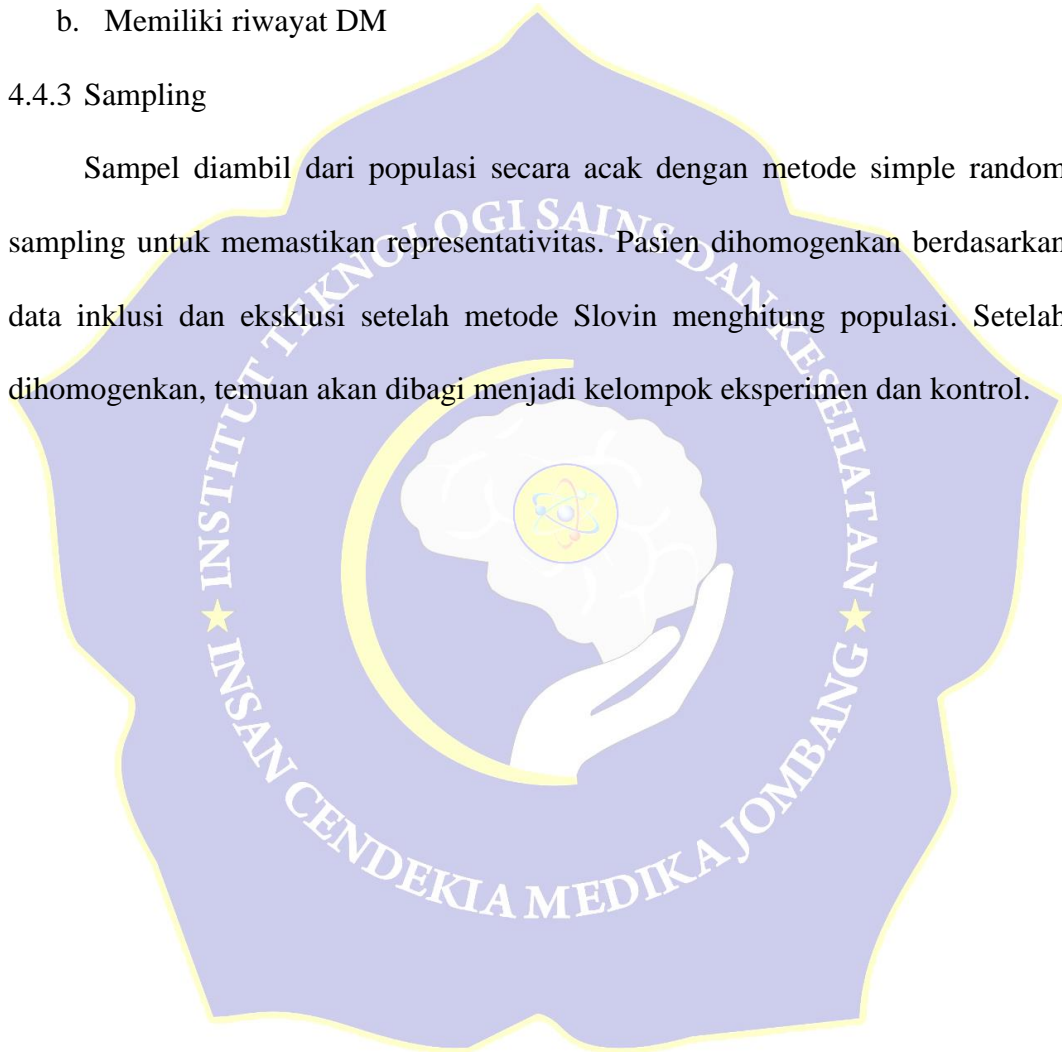 b. Memiliki riwayat DM
4.4.3 Sampling
Sampel diambil dari populasi secara acak dengan metode simple random
sampling untuk memastikan representativitas. Pasien dihomogenkan berdasarkan
data inklusi dan eksklusi setelah metode Slovin menghitung populasi. Setelah
dihomogenkan, temuan akan dibagi menjadi kelompok eksperimen dan kontrol.
INSTITUT TEKNOLOGI SAINS DAN KESEHATAN
INSAN CENDEKIA MEDIKA JOMBANG